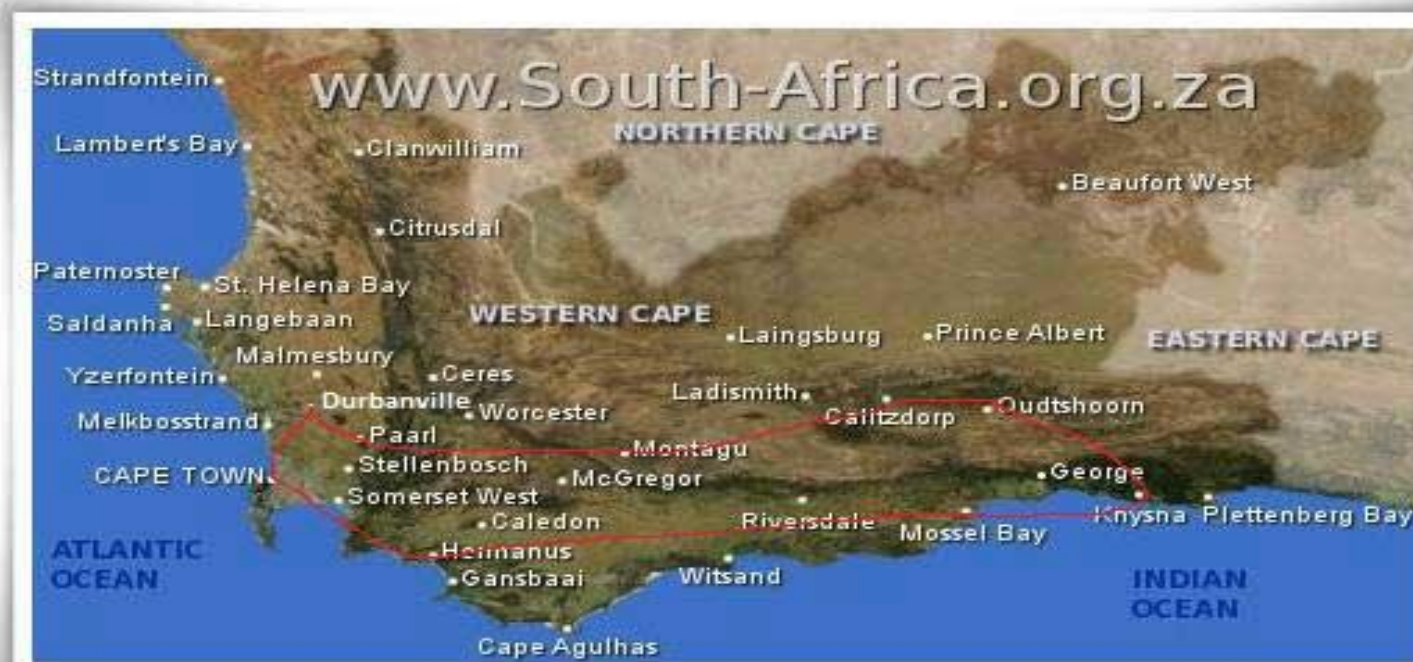 www.South-Africa.org.za
Strandfontein
NORTHERN CAPE
Lambert's Bay
Clanwilliam
Beaufort West
Citrusdal
Paternoster
St. Helena Bay
WESTERN CAPE
Saldanha
Langebaan
Laingsburg
Prince Albert
EASTERN CAPE
Malmesbury
Yzerfontein
Ceres
Ladismith
Durbanville
Worcester
Calitzdorp
Oudtshoorn
Melkbosstrand
Paarl
Montagu
Stellenbosch
CAPE TOWN
McGregor
George
Somerset West
Caledon
Riversdale
Mossel Bay
Knysna
Plettenberg Bay
Hermanus
ATLANTIC
OCEAN
Gansbaai
Witsand
INDIAN
OCEAN
Cape Agulhas